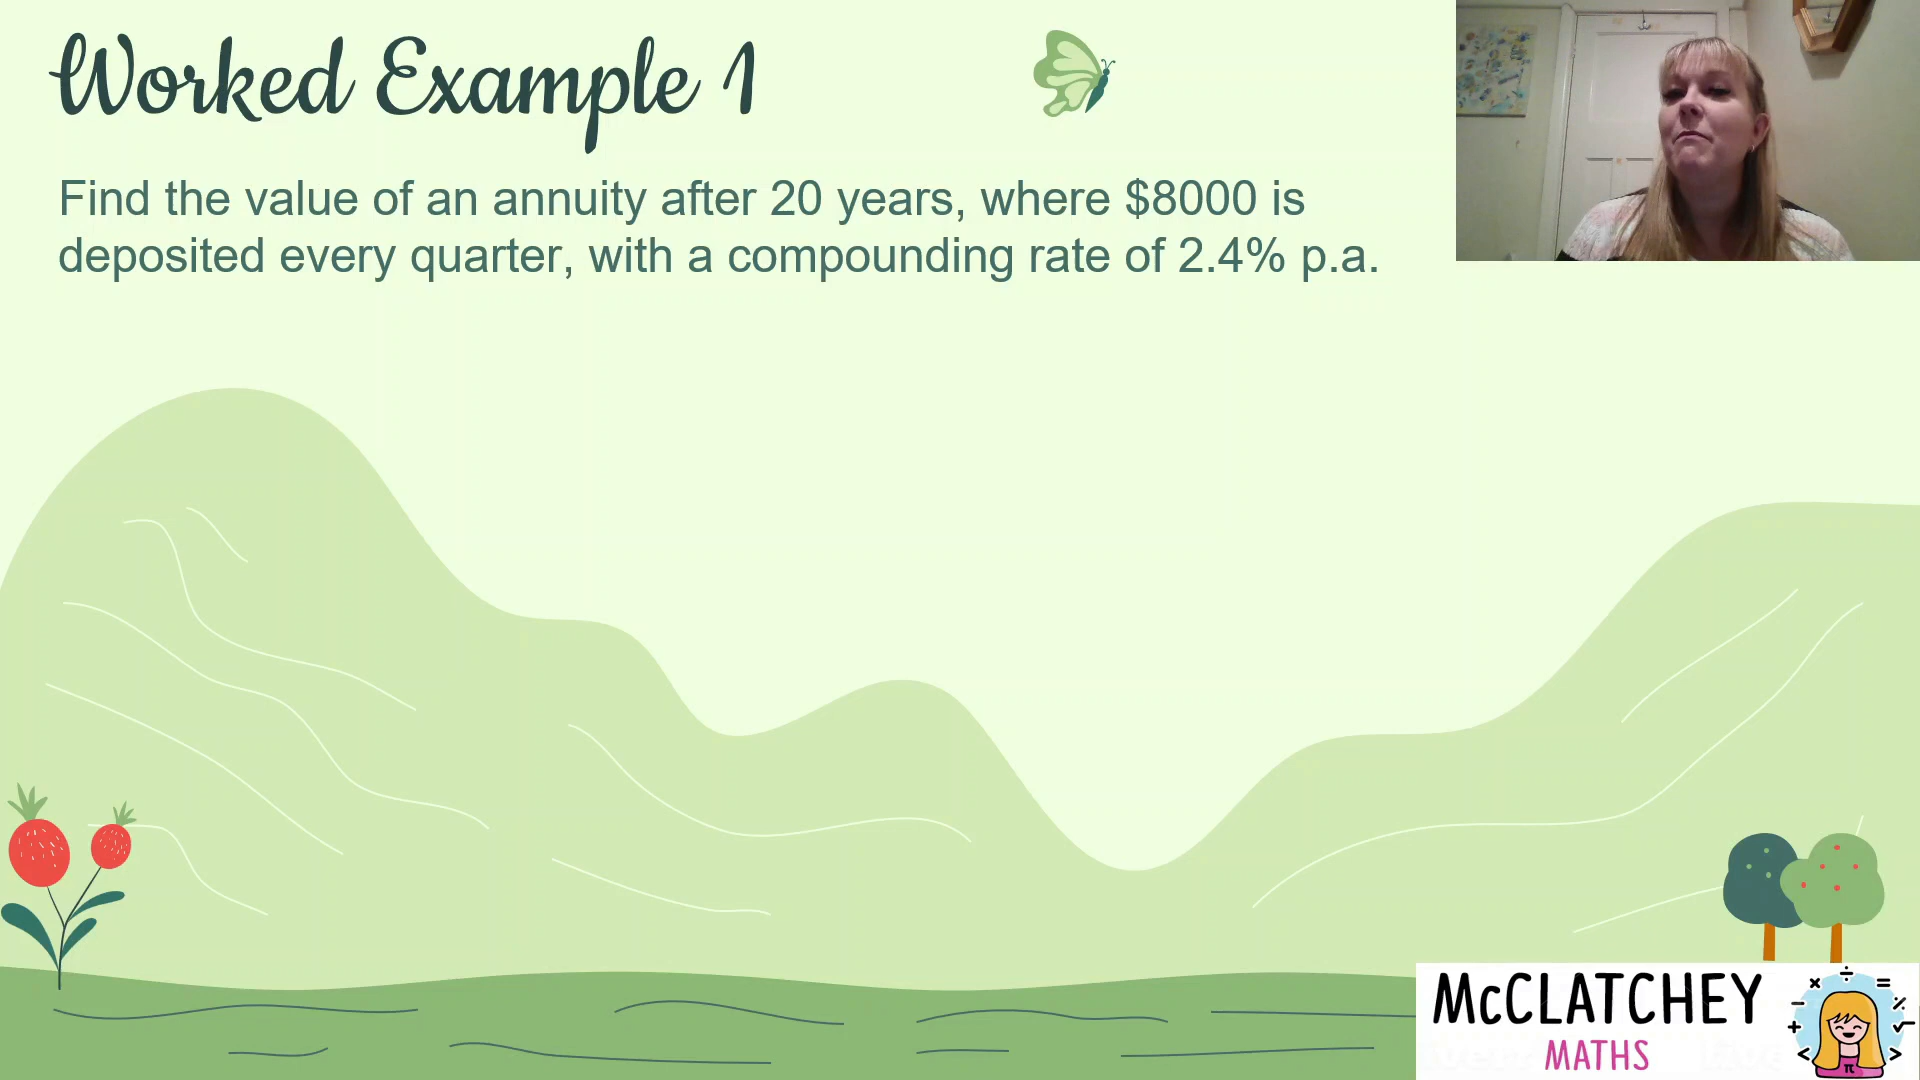 Worked Example 1
Find the value of an annuity after 20 years, where $8000 is
deposited every quarter, with a compounding rate of 2.4% p.a.
McCLATCHEY
MATHS